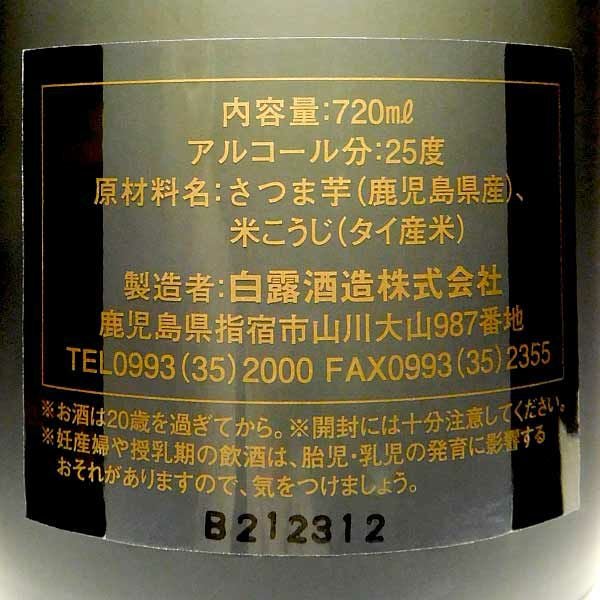 内容量:720㎖
アルコール分:25度
原材料名:さつま芋(鹿児島県産)、
米こうじ(タイ産米)
製造者:白露酒造株式会社
鹿児島県指宿市山川大山987番地
TEL0993(35)2000 FAX0993(35)2355
※お酒は20歳を過ぎてから。※開封には十分注意してください。
※妊産婦や授乳期の飲酒は、胎児・乳児の発育に影響する
おそれがありますので、気をつけましょう。
B212312